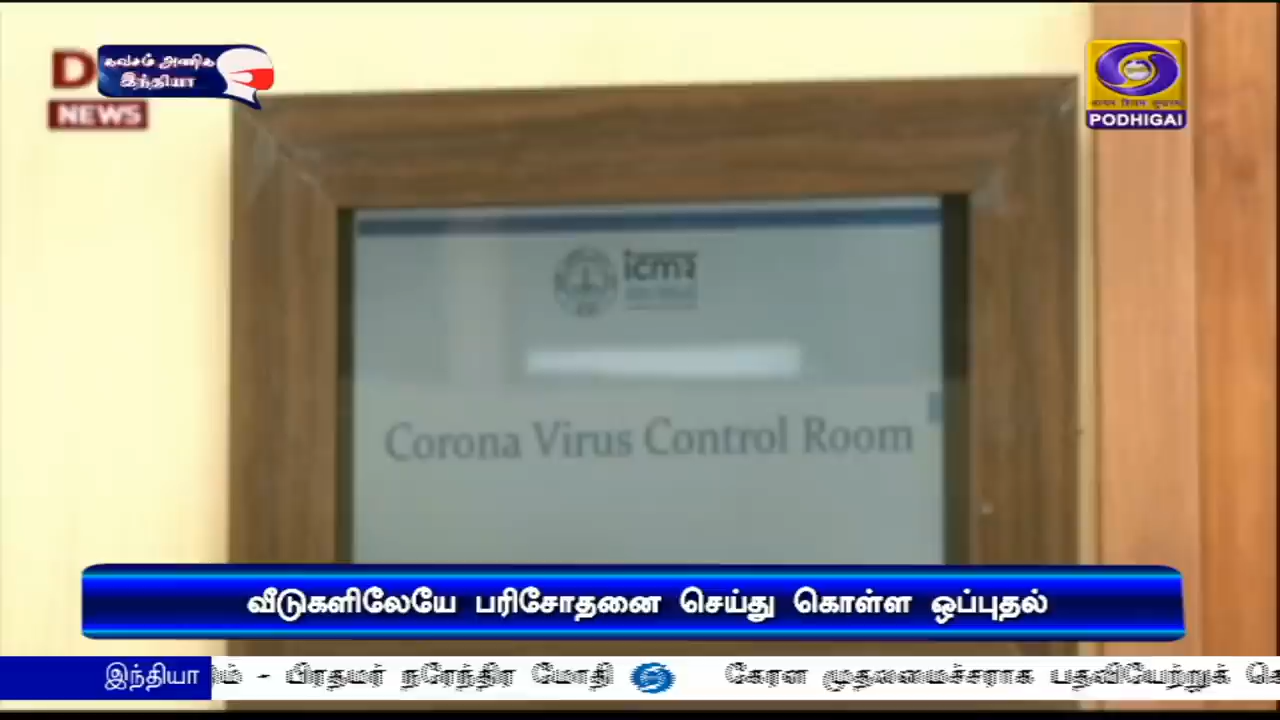 கவசம் அணிக
இந்தியா
D
NEWS
PODHIGAI
icmr
Corona Virus Control Room
வீடுகளிலேயே பரிசோதனை செய்து கொள்ள ஒப்புதல்
இந்தியா
- பிரதமர் நரேந்திர மோதி கேரள முதலமைச்சராக பதவியேற்றுக்